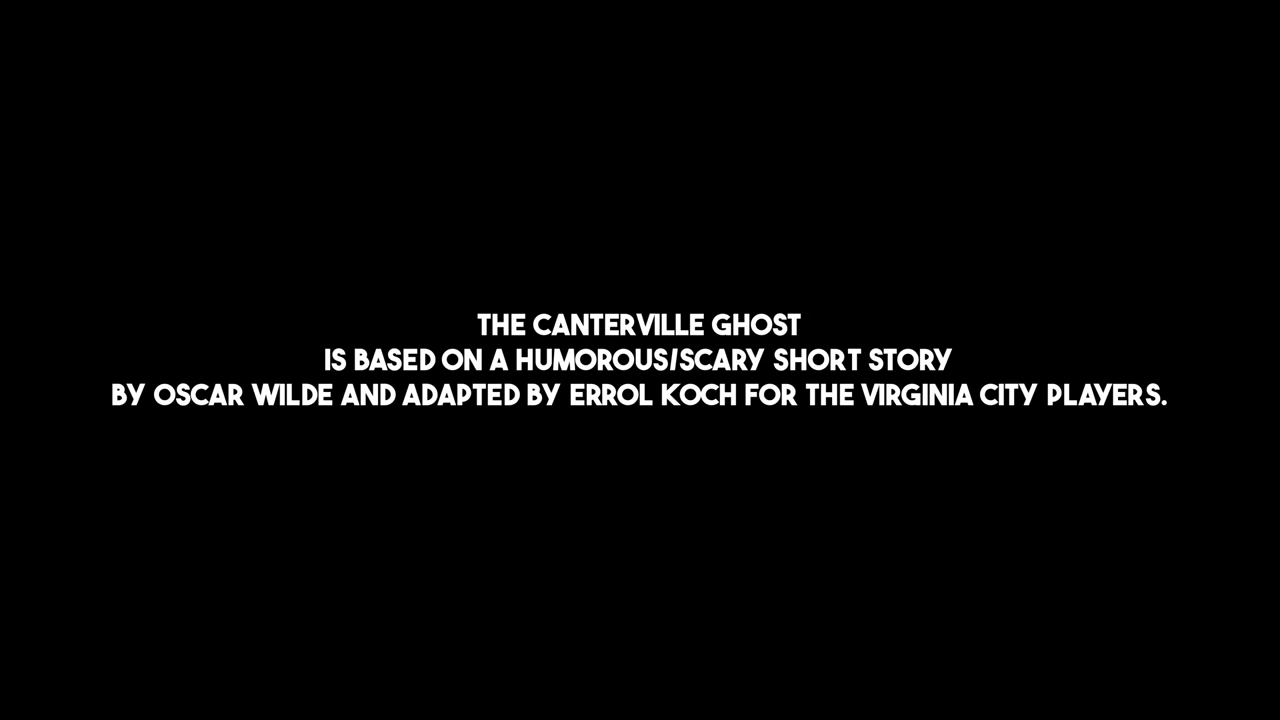 THE CANTERVILLE GHOST
IS BASED ON A HUMOROUS/SCARY SHORT STORY
BY OSCAR WILDE AND ADAPTED BY ERROL KOCH FOR THE VIRGINIA CITY PLAYERS.